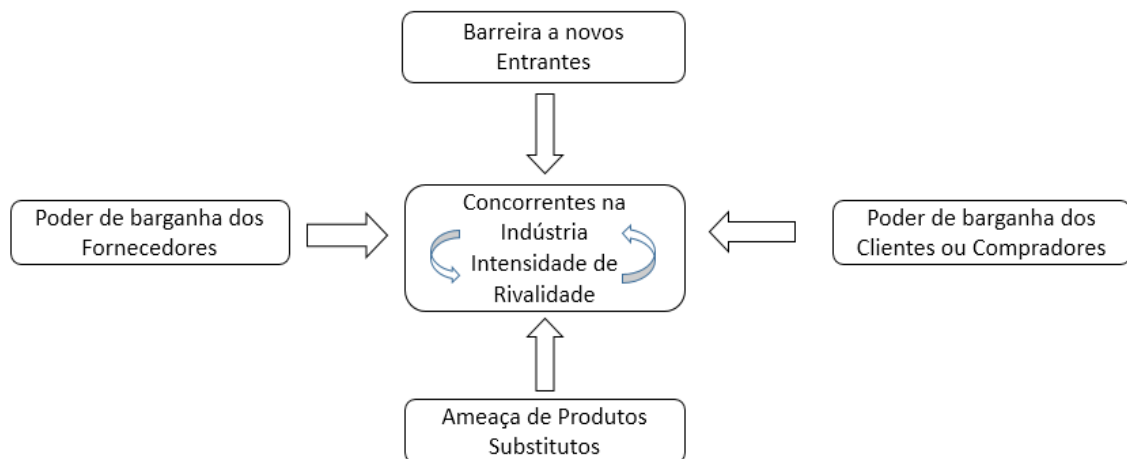 Barreira a novos
Entrantes
Poder de barganha dos
Fornecedores
Concorrentes na
Indústria
Intensidade de
Rivalidade
Poder de barganha dos
Clientes ou Compradores
Ameaça de Produtos
Substitutos